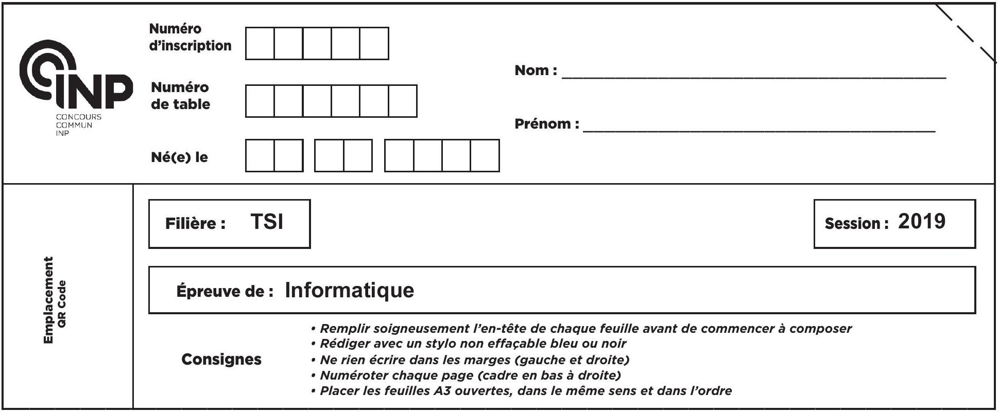 INP
CONCOURS
COMMUN
INP
Numéro
d'inscription
Numéro
de table
Né(e) le
Nom :
Prénom :
Emplacement
QR Code
Filière : TSI
Session : 2019
Épreuve de : Informatique
Consignes
• Remplir soigneusement l'en-tête de chaque feuille avant de commencer à composer
• Rédiger avec un stylo non effaçable bleu ou noir
• Ne rien écrire dans les marges (gauche et droite)
• Numéroter chaque page (cadre en bas à droite)
• Placer les feuilles A3 ouvertes, dans le même sens et dans l'ordre